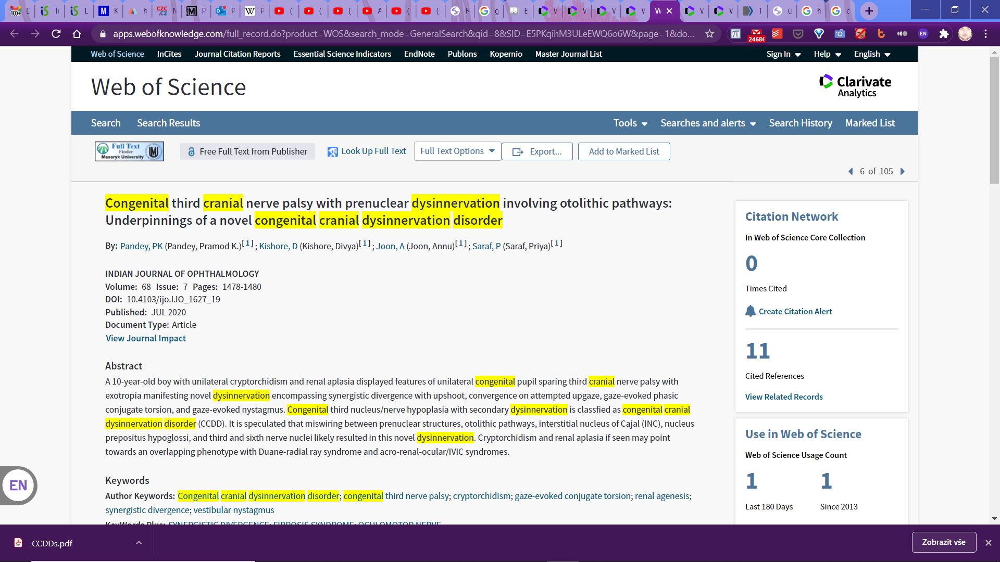 apps.webofknowledge.com/full_record.do?product=WOS&search_mode=GeneralSearch&qid=8&SID=E5PKqihM3ULeEWQ6o6W&page=1&do...
24686
EN
Web of Science InCites Journal Citation Reports Essential Science Indicators EndNote Publons Kopernio Master Journal List Sign In Help English
Web of Science
Clarivate
Analytics
Search Search Results Tools Searches and alerts Search History Marked List
Full Text
Finder
Masaryk University
Free Full Text from Publisher Look Up Full Text Full Text Options Export... Add to Marked List
6 of 105
Congenital third cranial nerve palsy with prenuclear dysinnervation involving otolithic pathways:
Underpinnings of a novel congenital cranial dysinnervation disorder
By: Pandey, PK (Pandey, Pramod K.)[ 1 ] ; Kishore, D (Kishore, Divya)[ 1 ] ; Joon, A (Joon, Annu)[ 1 ] ; Saraf, P (Saraf, Priya)[ 1 ]
INDIAN JOURNAL OF OPHTHALMOLOGY
Volume: 68 Issue: 7 Pages: 1478-1480
DOI: 10.4103/ijo.IJO_1627_19
Published: JUL 2020
Document Type: Article
View Journal Impact
Abstract
A 10-year-old boy with unilateral cryptorchidism and renal aplasia displayed features of unilateral congenital pupil sparing third cranial nerve palsy with
exotropia manifesting novel dysinnervation encompassing synergistic divergence with upshoot, convergence on attempted upgaze, gaze-evoked phasic
conjugate torsion, and gaze-evoked nystagmus. Congenital third nucleus/nerve hypoplasia with secondary dysinnervation is classfied as congenital cranial
dysinnervation disorder (CCDD). It is speculated that miswiring between prenuclear structures, otolithic pathways, interstitial nucleus of Cajal (INC), nucleus
prepositus hypoglossi, and third and sixth nerve nuclei likely resulted in this novel dysinnervation. Cryptorchidism and renal aplasia if seen may point
towards an overlapping phenotype with Duane-radial ray syndrome and acro-renal-ocular/IVIC syndromes.
Keywords
Author Keywords: Congenital cranial dysinnervation disorder; congenital third nerve palsy; cryptorchidism; gaze-evoked conjugate torsion; renal agenesis;
synergistic divergence; vestibular nystagmus
KeyWords Plus: SYNERGISTIC DIVERGENCE; FIBROSIS SYNDROME; OCULOMOTOR NERVE
Citation Network
In Web of Science Core Collection
0
Times Cited
Create Citation Alert
11
Cited References
View Related Records
Use in Web of Science
Web of Science Usage Count
1 1
Last 180 Days Since 2013
EN
CCDDs.pdf
Zobrazit vše